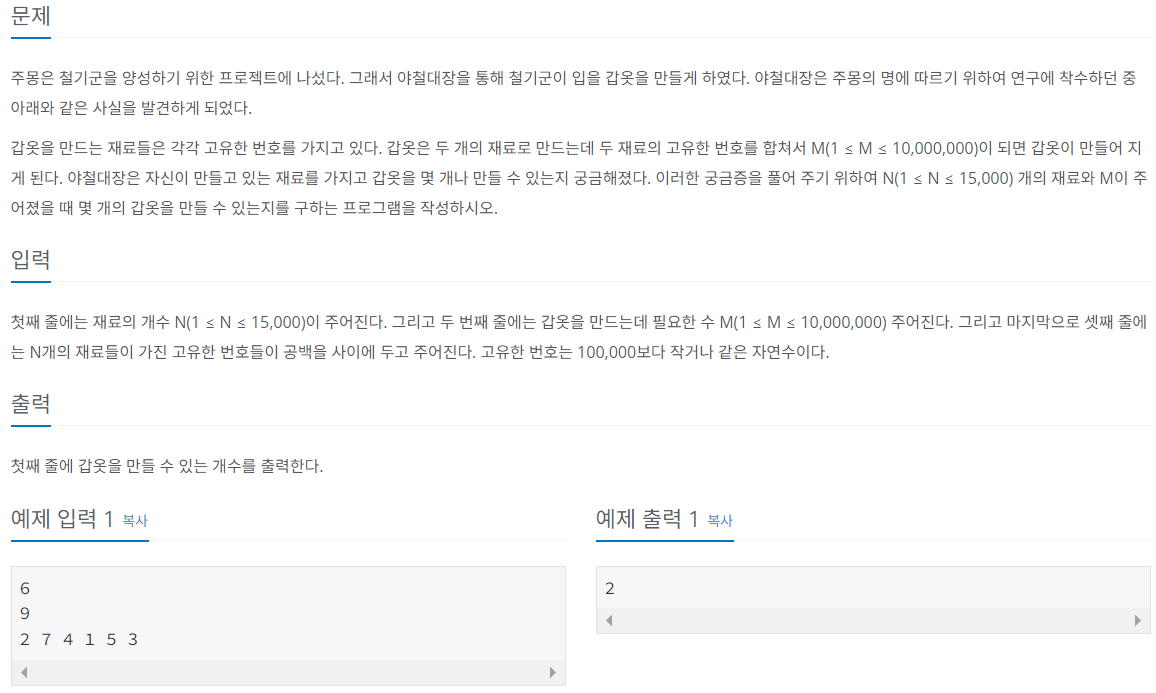 문제
주몽은 철기군을 양성하기 위한 프로젝트에 나섰다. 그래서 야철대장을 통해 철기군이 입을 갑옷을 만들게 하였다. 야철대장은 주몽의 명에 따르기 위하여 연구에 착수하던 중
아래와 같은 사실을 발견하게 되었다.
갑옷을 만드는 재료들은 각각 고유한 번호를 가지고 있다. 갑옷은 두 개의 재료로 만드는데 두 재료의 고유한 번호를 합쳐서 M(1 ≤ M ≤ 10,000,000)이 되면 갑옷이 만들어 지
게 된다. 야철대장은 자신이 만들고 있는 재료를 가지고 갑옷을 몇 개나 만들 수 있는지 궁금해졌다. 이러한 궁금증을 풀어 주기 위하여 N(1 ≤ N ≤ 15,000) 개의 재료와 M이 주
어졌을 때 몇 개의 갑옷을 만들 수 있는지를 구하는 프로그램을 작성하시오.
입력
첫째 줄에는 재료의 개수 N(1 ≤ N ≤ 15,000)이 주어진다. 그리고 두 번째 줄에는 갑옷을 만드는데 필요한 수 M(1 ≤ M ≤ 10,000,000) 주어진다. 그리고 마지막으로 셋째 줄에
는 N개의 재료들이 가진 고유한 번호들이 공백을 사이에 두고 주어진다. 고유한 번호는 100,000보다 작거나 같은 자연수이다.
출력
첫째 줄에 갑옷을 만들 수 있는 개수를 출력한다.
예제 입력 1 복사
6
9
2 7 4 1 5 3
예제 출력 1 복사
2